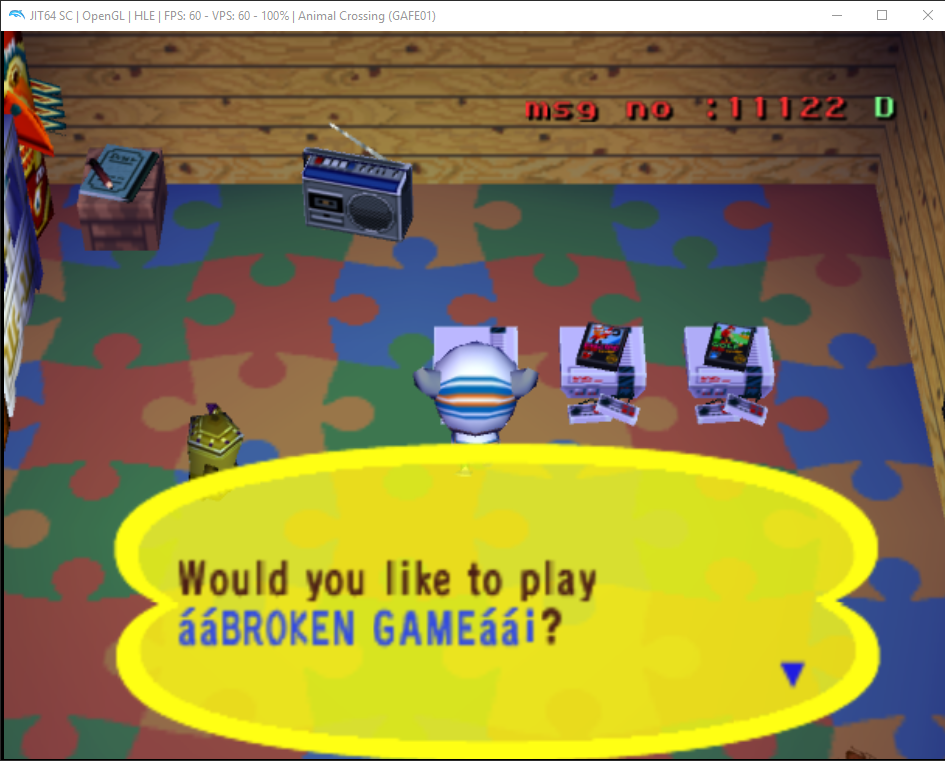 JIT64 SC | OpenGL | HLE | FPS: 60 - VPS: 60 - 100% | Animal Crossing (GAFE01)
msg no :11122 D
GOLF
Would you like to play
ááBROKEN GAMEáái?